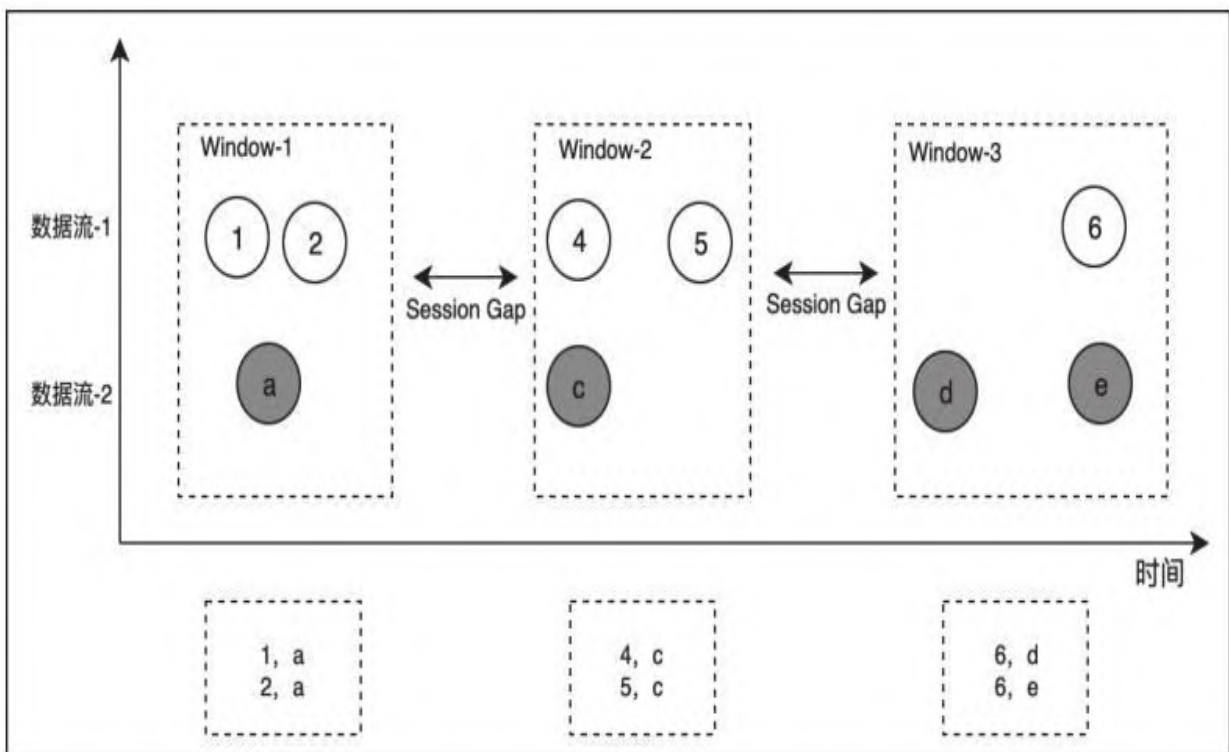 Window-1
Window-2
Window-3
数据流-1
1
2
4
5
6
Session Gap
Session Gap
数据流-2
a
c
d
e
时间
1, a
2, a
4, c
5, c
6, d
6, e